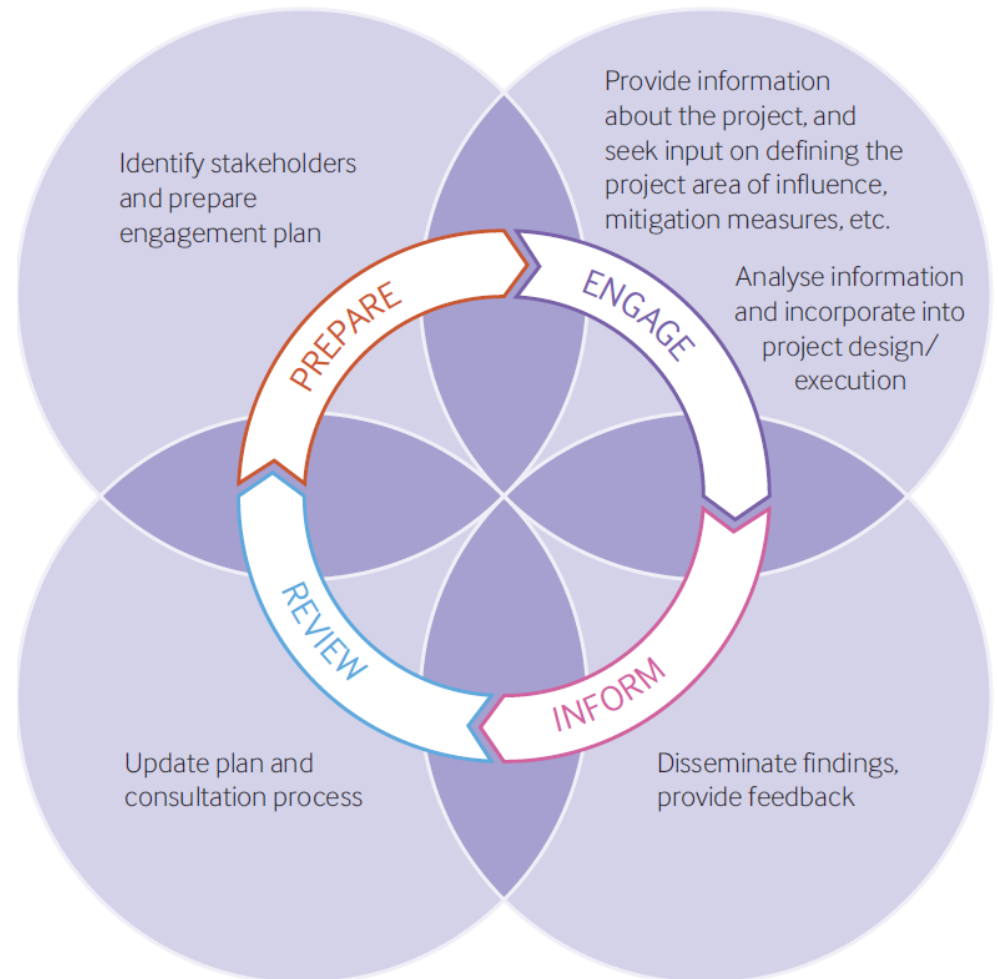 Identify stakeholders
and prepare
engagement plan
Provide information
about the project, and
seek input on defining the
project area of influence,
mitigation measures, etc.
Analyse information
and incorporate into
project design/
execution
PREPARE
ENGAGE
REVIEW
INFORM
Update plan and
consultation process
Disseminate findings,
provide feedback